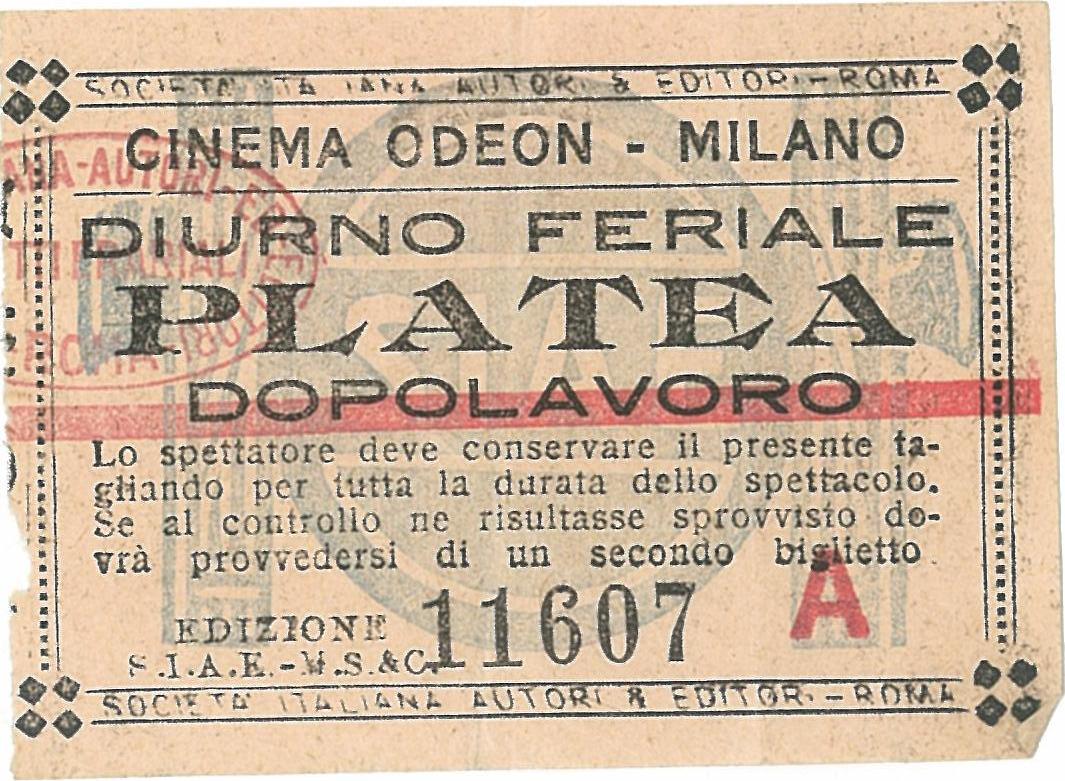 SOCIETA' ITALIANA AUTORI & EDITORI - ROMA
CINEMA ODEON - MILANO
DIURNO FERIALE
PLATEA
DOPOLAVORO
Lo spettatore deve conservare il presente ta-
gliando per tutta la durata dello spettacolo.
Se al controllo ne risultasse sprovvisto do-
vrà provvedersi di un secondo biglietto
A
11607
EDIZIONE
S.I.A.E.-M.S.&C.
SOCIETA' ITALIANA AUTORI & EDITORI - ROMA
AUTORI
ROMA